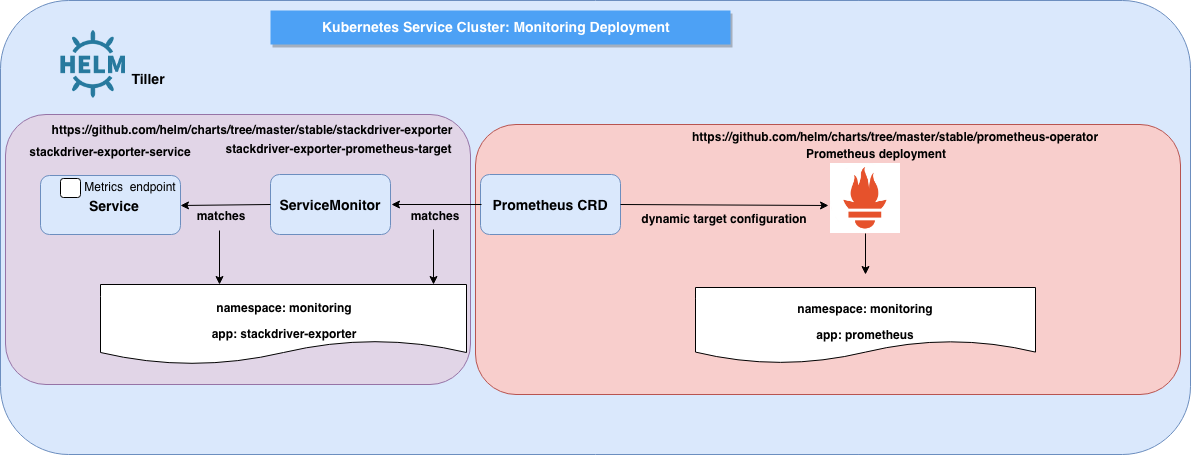 Kubernetes Service Cluster: Monitoring Deployment
HELM
Tiller
https://github.com/helm/charts/tree/master/stable/stackdriver-exporter
stackdriver-exporter-service
stackdriver-exporter-prometheus-target
Metrics endpoint
Service
matches
ServiceMonitor
matches
namespace: monitoring
app: stackdriver-exporter
https://github.com/helm/charts/tree/master/stable/prometheus-operator
Prometheus deployment
Prometheus CRD
dynamic target configuration
namespace: monitoring
app: prometheus